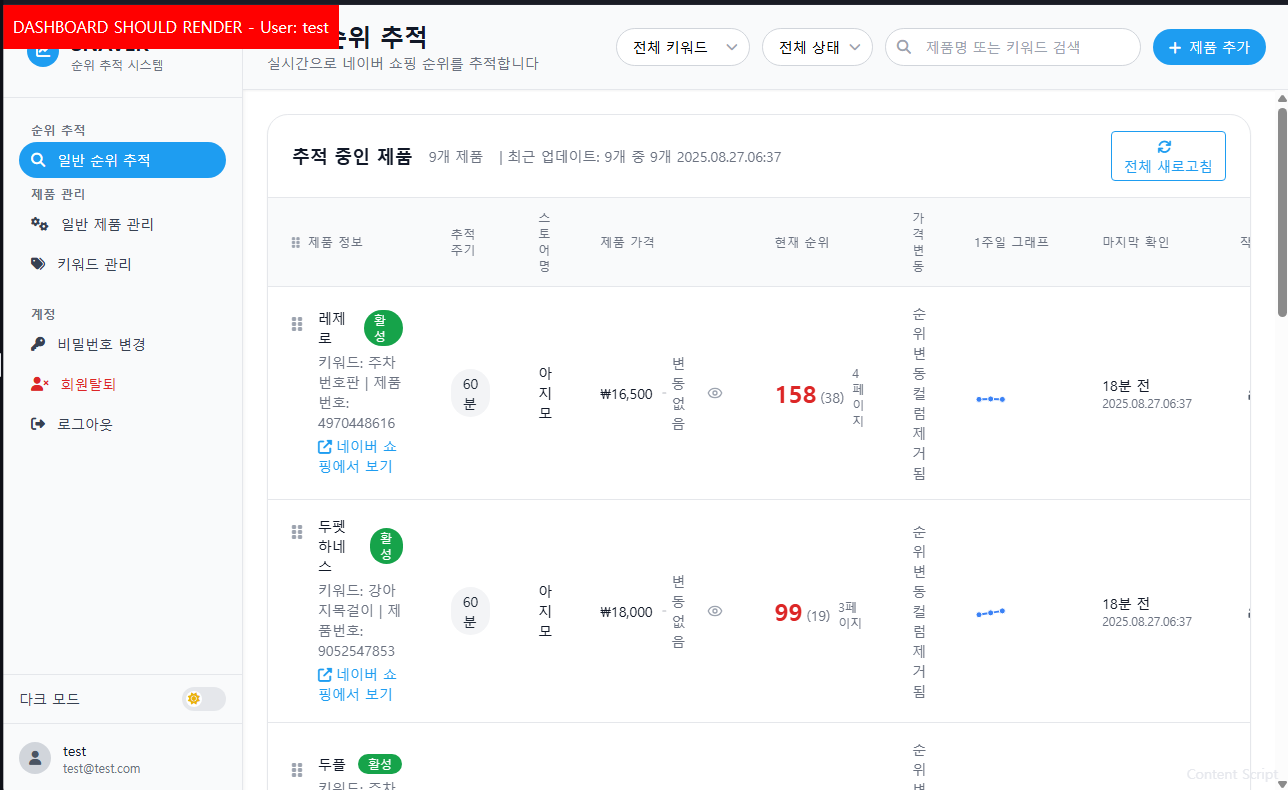 DASHBOARD SHOULD RENDER - User: test
순위 추적 시스템
순위 추적
일반 순위 추적
제품 관리
일반 제품 관리
키워드 관리
계정
비밀번호 변경
회원탈퇴
로그아웃
다크 모드
test
test@test.com
순위 추적
실시간으로 네이버 쇼핑 순위를 추적합니다
전체 키워드
전체 상태
제품명 또는 키워드 검색
제품 추가
추적 중인 제품 9개 제품 | 최근 업데이트: 9개 중 9개 2025.08.27.06:37
전체 새로고침
제품 정보
추적
주기
스
토
어
명
제품 가격
현재 순위
가
격
변
동
1주일 그래프
마지막 확인
레제
로
활
성
키워드: 주차
번호판 | 제품
번호:
4970448616
네이버 쇼
핑에서 보기
60
분
아
지
모
₩16,500 -
변
동
없
음
158 (38)
4
페
이
지
순
위
변
동
컬
럼
제
거
됨
18분 전
2025.08.27.06:37
두펫
하네
스
활
성
키워드: 강아
지목걸이 | 제
품번호:
9052547853
네이버 쇼
핑에서 보기
60
분
아
지
모
₩18,000 -
변
동
없
음
99 (19)
3페
이지
순
위
변
동
컬
럼
제
거
됨
18분 전
2025.08.27.06:37
두플
활성
키워드: 주차
순
위
변
Content Script